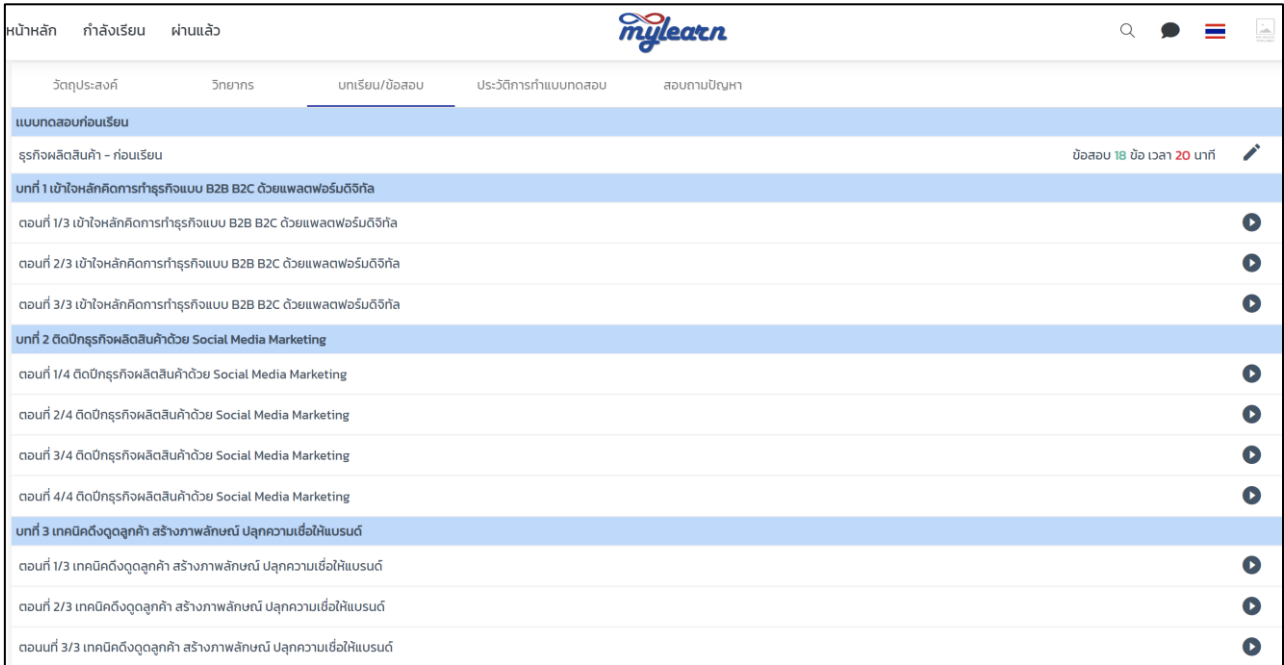 หน้าหลัก กำลังเรียน ผ่านแล้ว mylearn
วัตถุประสงค์ วิทยากร บทเรียน/ข้อสอบ ประวัติการทำแบบทดสอบ สอบถามปัญหา
แบบทดสอบก่อนเรียน
ธุรกิจผลิตสินค้า - ก่อนเรียน ข้อสอบ 18 ข้อ เวลา 20 นาที
บทที่ 1 เข้าใจหลักคิดการทำธุรกิจแบบ B2B B2C ด้วยแพลตฟอร์มดิจิทัล
ตอนที่ 1/3 เข้าใจหลักคิดการทำธุรกิจแบบ B2B B2C ด้วยแพลตฟอร์มดิจิทัล
ตอนที่ 2/3 เข้าใจหลักคิดการทำธุรกิจแบบ B2B B2C ด้วยแพลตฟอร์มดิจิทัล
ตอนที่ 3/3 เข้าใจหลักคิดการทำธุรกิจแบบ B2B B2C ด้วยแพลตฟอร์มดิจิทัล
บทที่ 2 ติดปีกธุรกิจผลิตสินค้าด้วย Social Media Marketing
ตอนที่ 1/4 ติดปีกธุรกิจผลิตสินค้าด้วย Social Media Marketing
ตอนที่ 2/4 ติดปีกธุรกิจผลิตสินค้าด้วย Social Media Marketing
ตอนที่ 3/4 ติดปีกธุรกิจผลิตสินค้าด้วย Social Media Marketing
ตอนที่ 4/4 ติดปีกธุรกิจผลิตสินค้าด้วย Social Media Marketing
บทที่ 3 เทคนิคดึงดูดลูกค้า สร้างภาพลักษณ์ ปลุกความเชื่อให้แบรนด์
ตอนที่ 1/3 เทคนิคดึงดูดลูกค้า สร้างภาพลักษณ์ ปลุกความเชื่อให้แบรนด์
ตอนที่ 2/3 เทคนิคดึงดูดลูกค้า สร้างภาพลักษณ์ ปลุกความเชื่อให้แบรนด์
ตอนนที่ 3/3 เทคนิคดึงดูดลูกค้า สร้างภาพลักษณ์ ปลุกความเชื่อให้แบรนด์